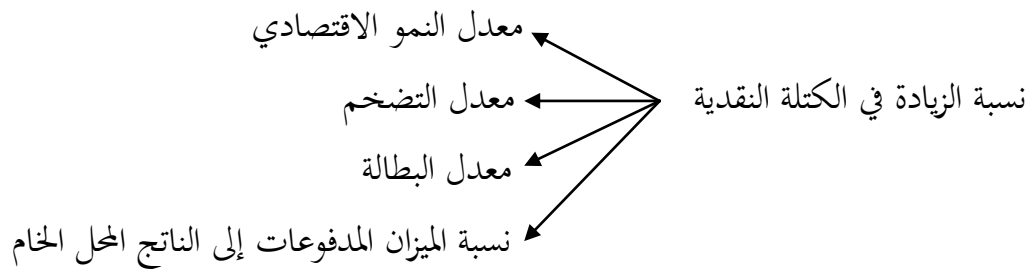 معدل النمو الاقتصادي
نسبة الزيادة في الكتلة النقدية
معدل التضخم
معدل البطالة
نسبة الميزان المدفوعات إلى الناتج المحل الخام